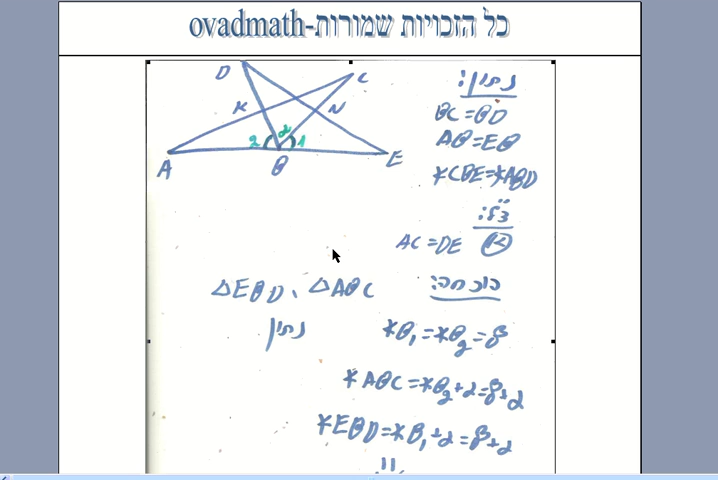 כל הזכויות שמורות-ovadmath
D C
K N
2 α 1
A B E
נתון:
BC=BD
AB=EB
∢CBE=∢ABD
צ"ל:
א AC=DE
הוכחה:
ΔEBD, ΔABC
נתון ∢B₁=∢B₂=β
∢ABC=∢B₂+α=β+α
∢EBD=∢B₁+α=β+α